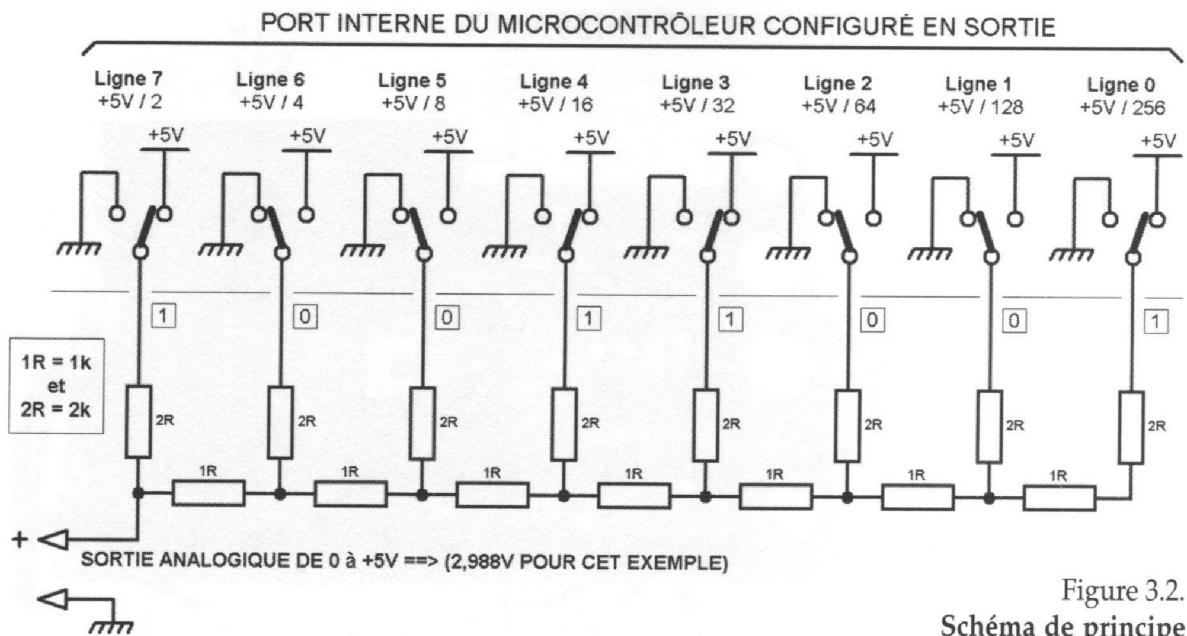 PORT INTERNE DU MICROCONTRÔLEUR CONFIGURÉ EN SORTIE
Ligne 7 Ligne 6 Ligne 5 Ligne 4 Ligne 3 Ligne 2 Ligne 1 Ligne 0
+5V / 2 +5V / 4 +5V / 8 +5V / 16 +5V / 32 +5V / 64 +5V / 128 +5V / 256
+5V +5V +5V +5V +5V +5V +5V +5V
1 0 0 1 1 0 0 1
1R = 1k
et
2R = 2k
2R 2R 2R 2R 2R 2R 2R 2R
1R 1R 1R 1R 1R 1R 1R
+
SORTIE ANALOGIQUE DE 0 à +5V ==> (2,988V POUR CET EXEMPLE)
Figure 3.2.
Schéma de principe